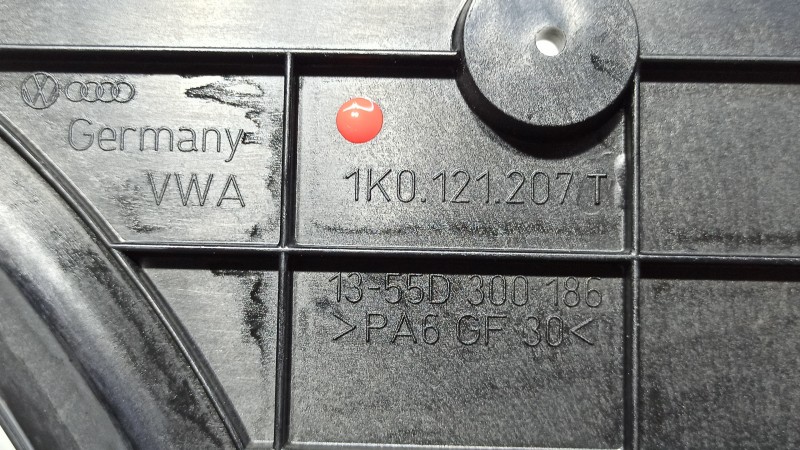 Germany
VWA
1K0.121.207 T
13-55D 300 186
>PA6 GF 30<